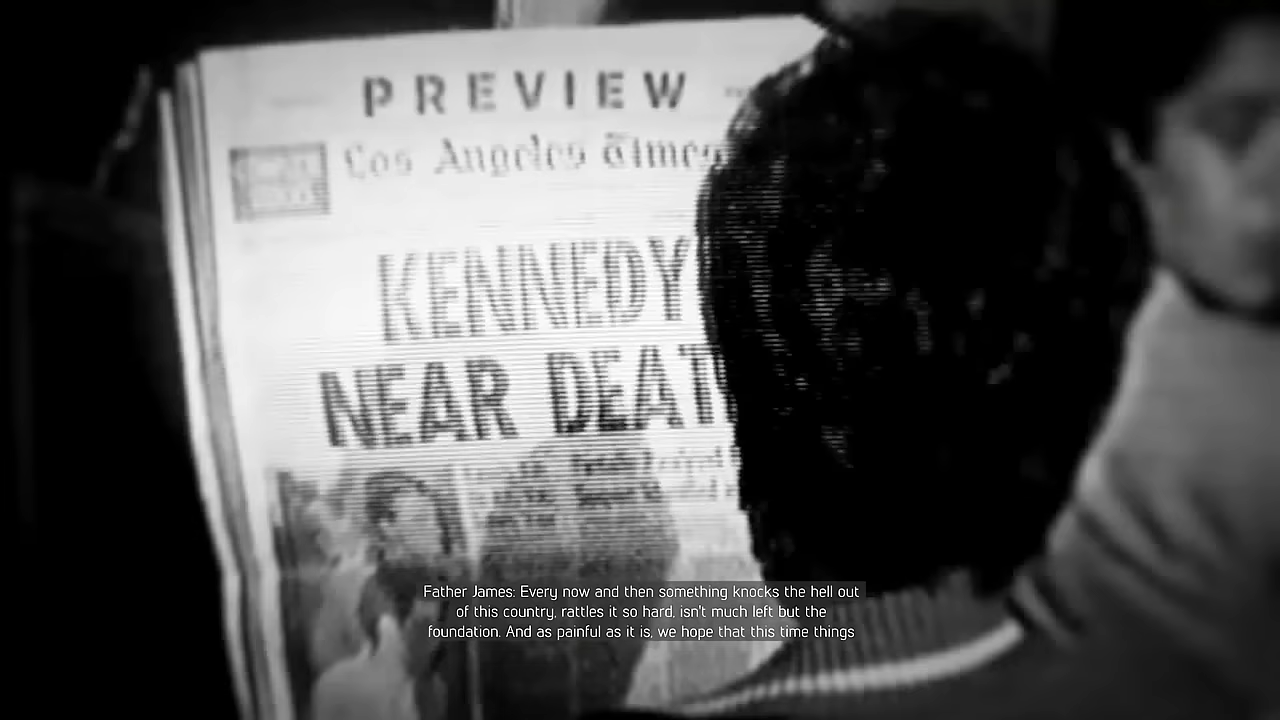 PREVIEW
Los Angeles Times
KENNEDY
NEAR DEAT
Father James: Every now and then something knocks the hell out
of this country, rattles it so hard, isn't much left but the
foundation. And as painful as it is, we hope that this time things